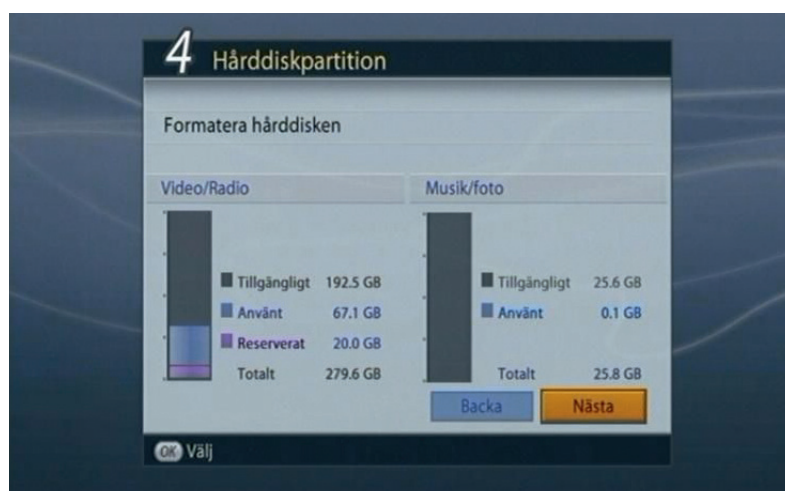 4 Hårddiskpartition
Formatera hårddisken
Video/Radio
Tillgängligt 192.5 GB
Använt 67.1 GB
Reserverat 20.0 GB
Totalt 279.6 GB
Musik/foto
Tillgängligt 25.6 GB
Använt 0.1 GB
Totalt 25.8 GB
Backa
Nästa
OK Välj